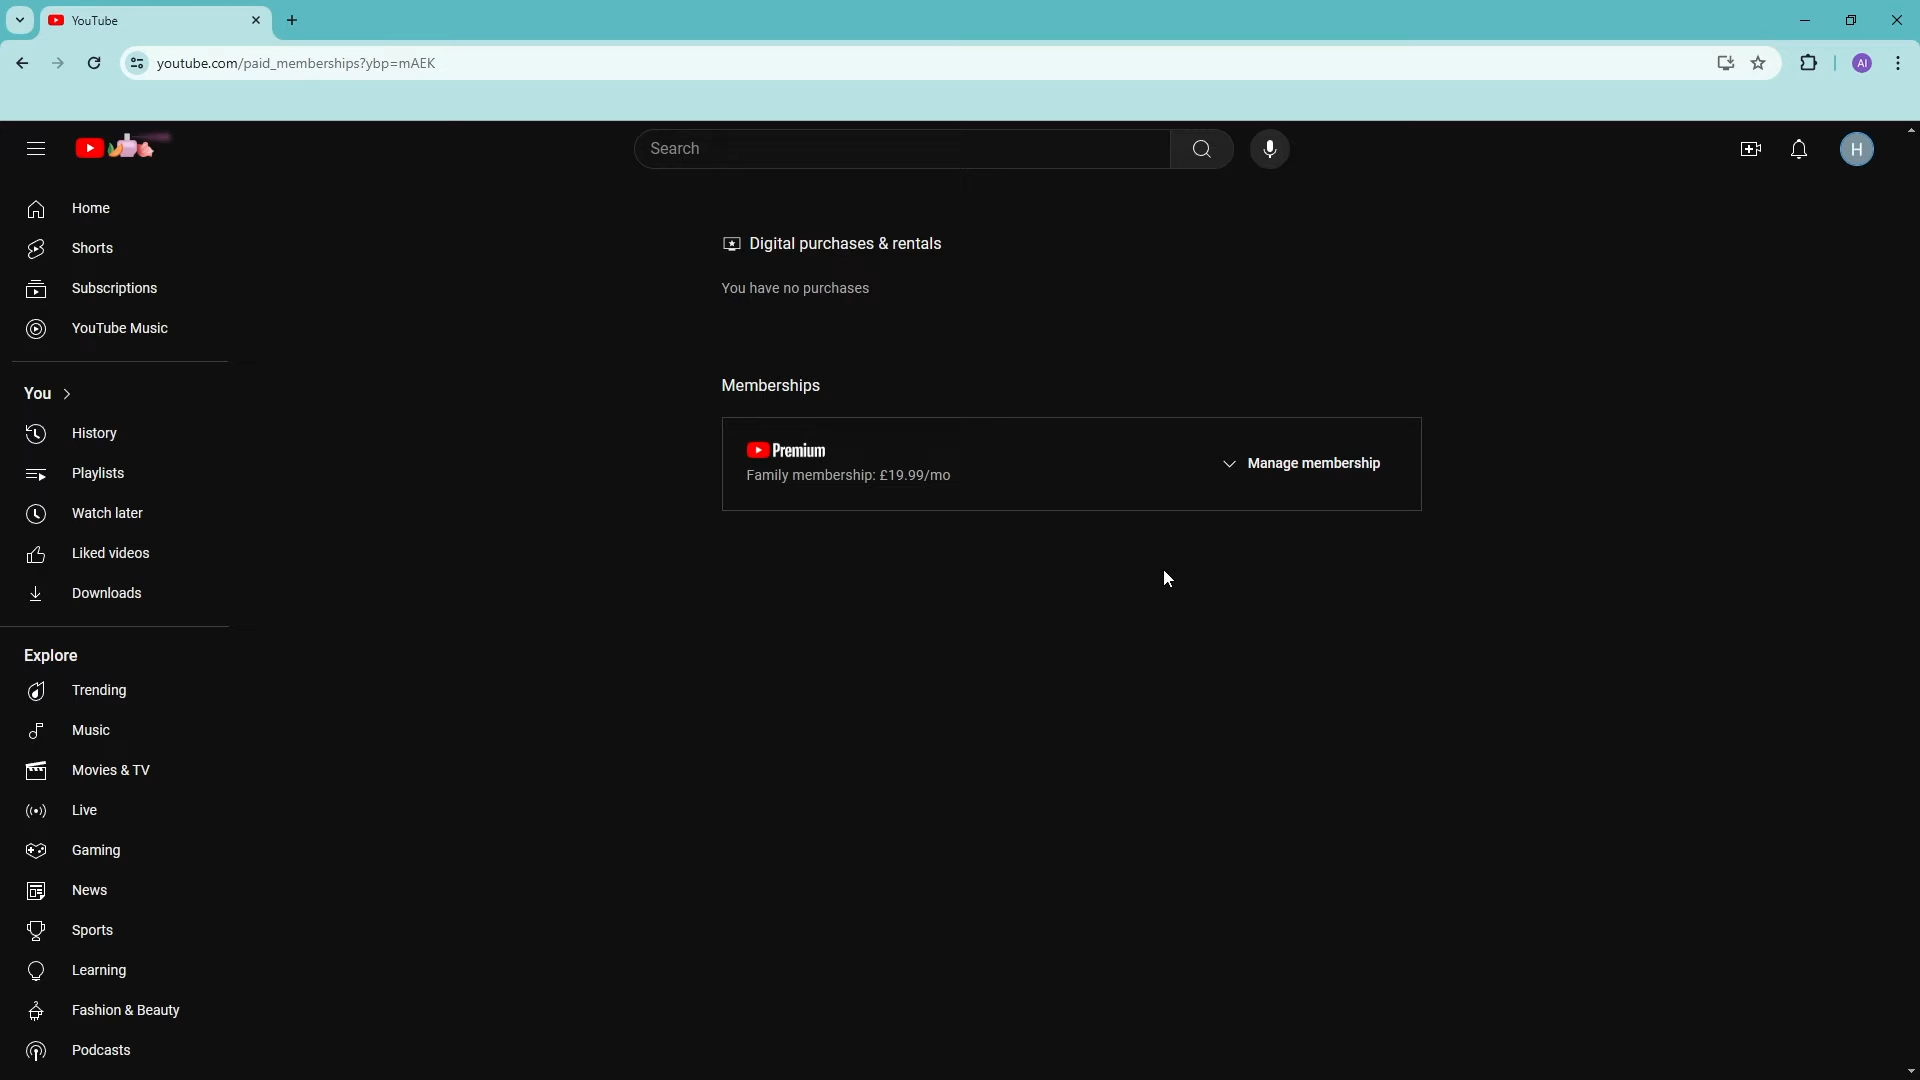 YouTube
youtube.com/paid_memberships?ybp=mAEK
AI
Search
H
Home
Shorts
Subscriptions
YouTube Music
You
History
Playlists
Watch later
Liked videos
Downloads
Explore
Trending
Music
Movies & TV
Live
Gaming
News
Sports
Learning
Fashion & Beauty
Podcasts
Digital purchases & rentals
You have no purchases
Memberships
Premium
Family membership: £19.99/mo
Manage membership